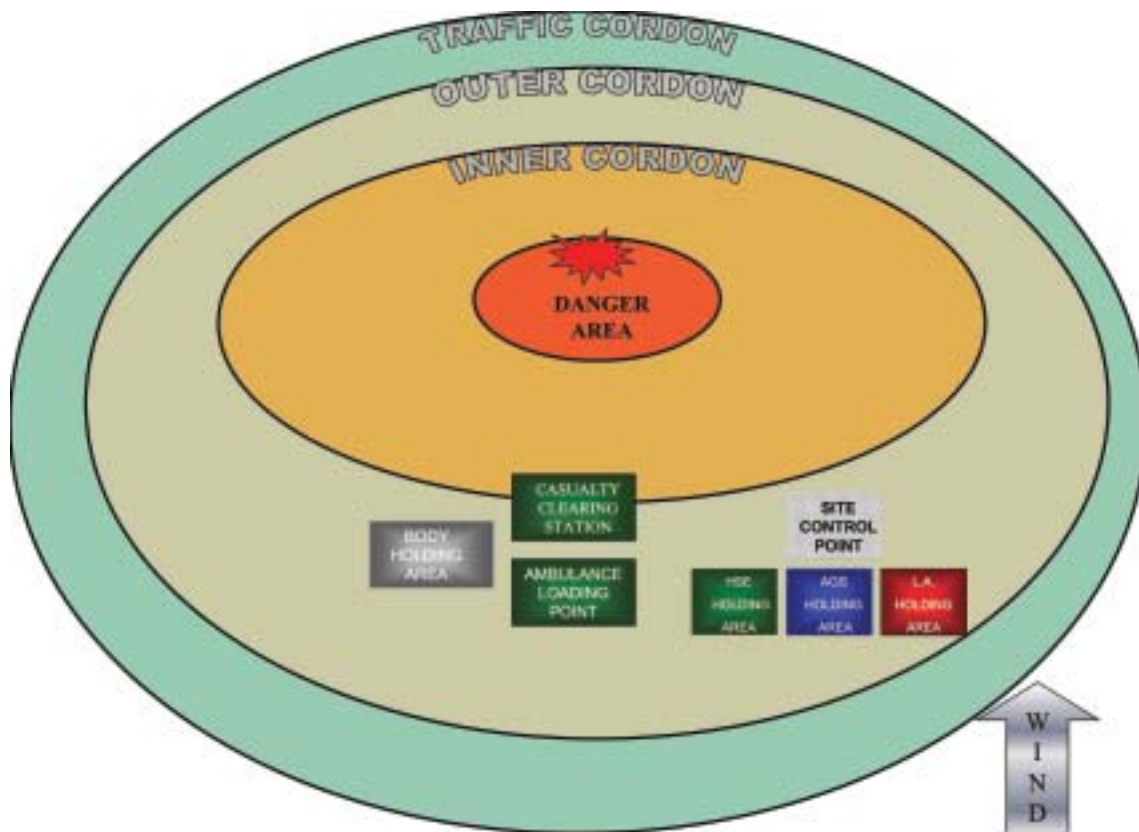 TRAFFIC CORDON
OUTER CORDON
INNER CORDON
DANGER
AREA
CASUALTY
CLEARING
STATION
BODY
HOLDING
AREA
AMBULANCE
LOADING
POINT
SITE
CONTROL
POINT
HSE
HOLDING
AREA
AGS
HOLDING
AREA
L.A.
HOLDING
AREA
W
I
N
D